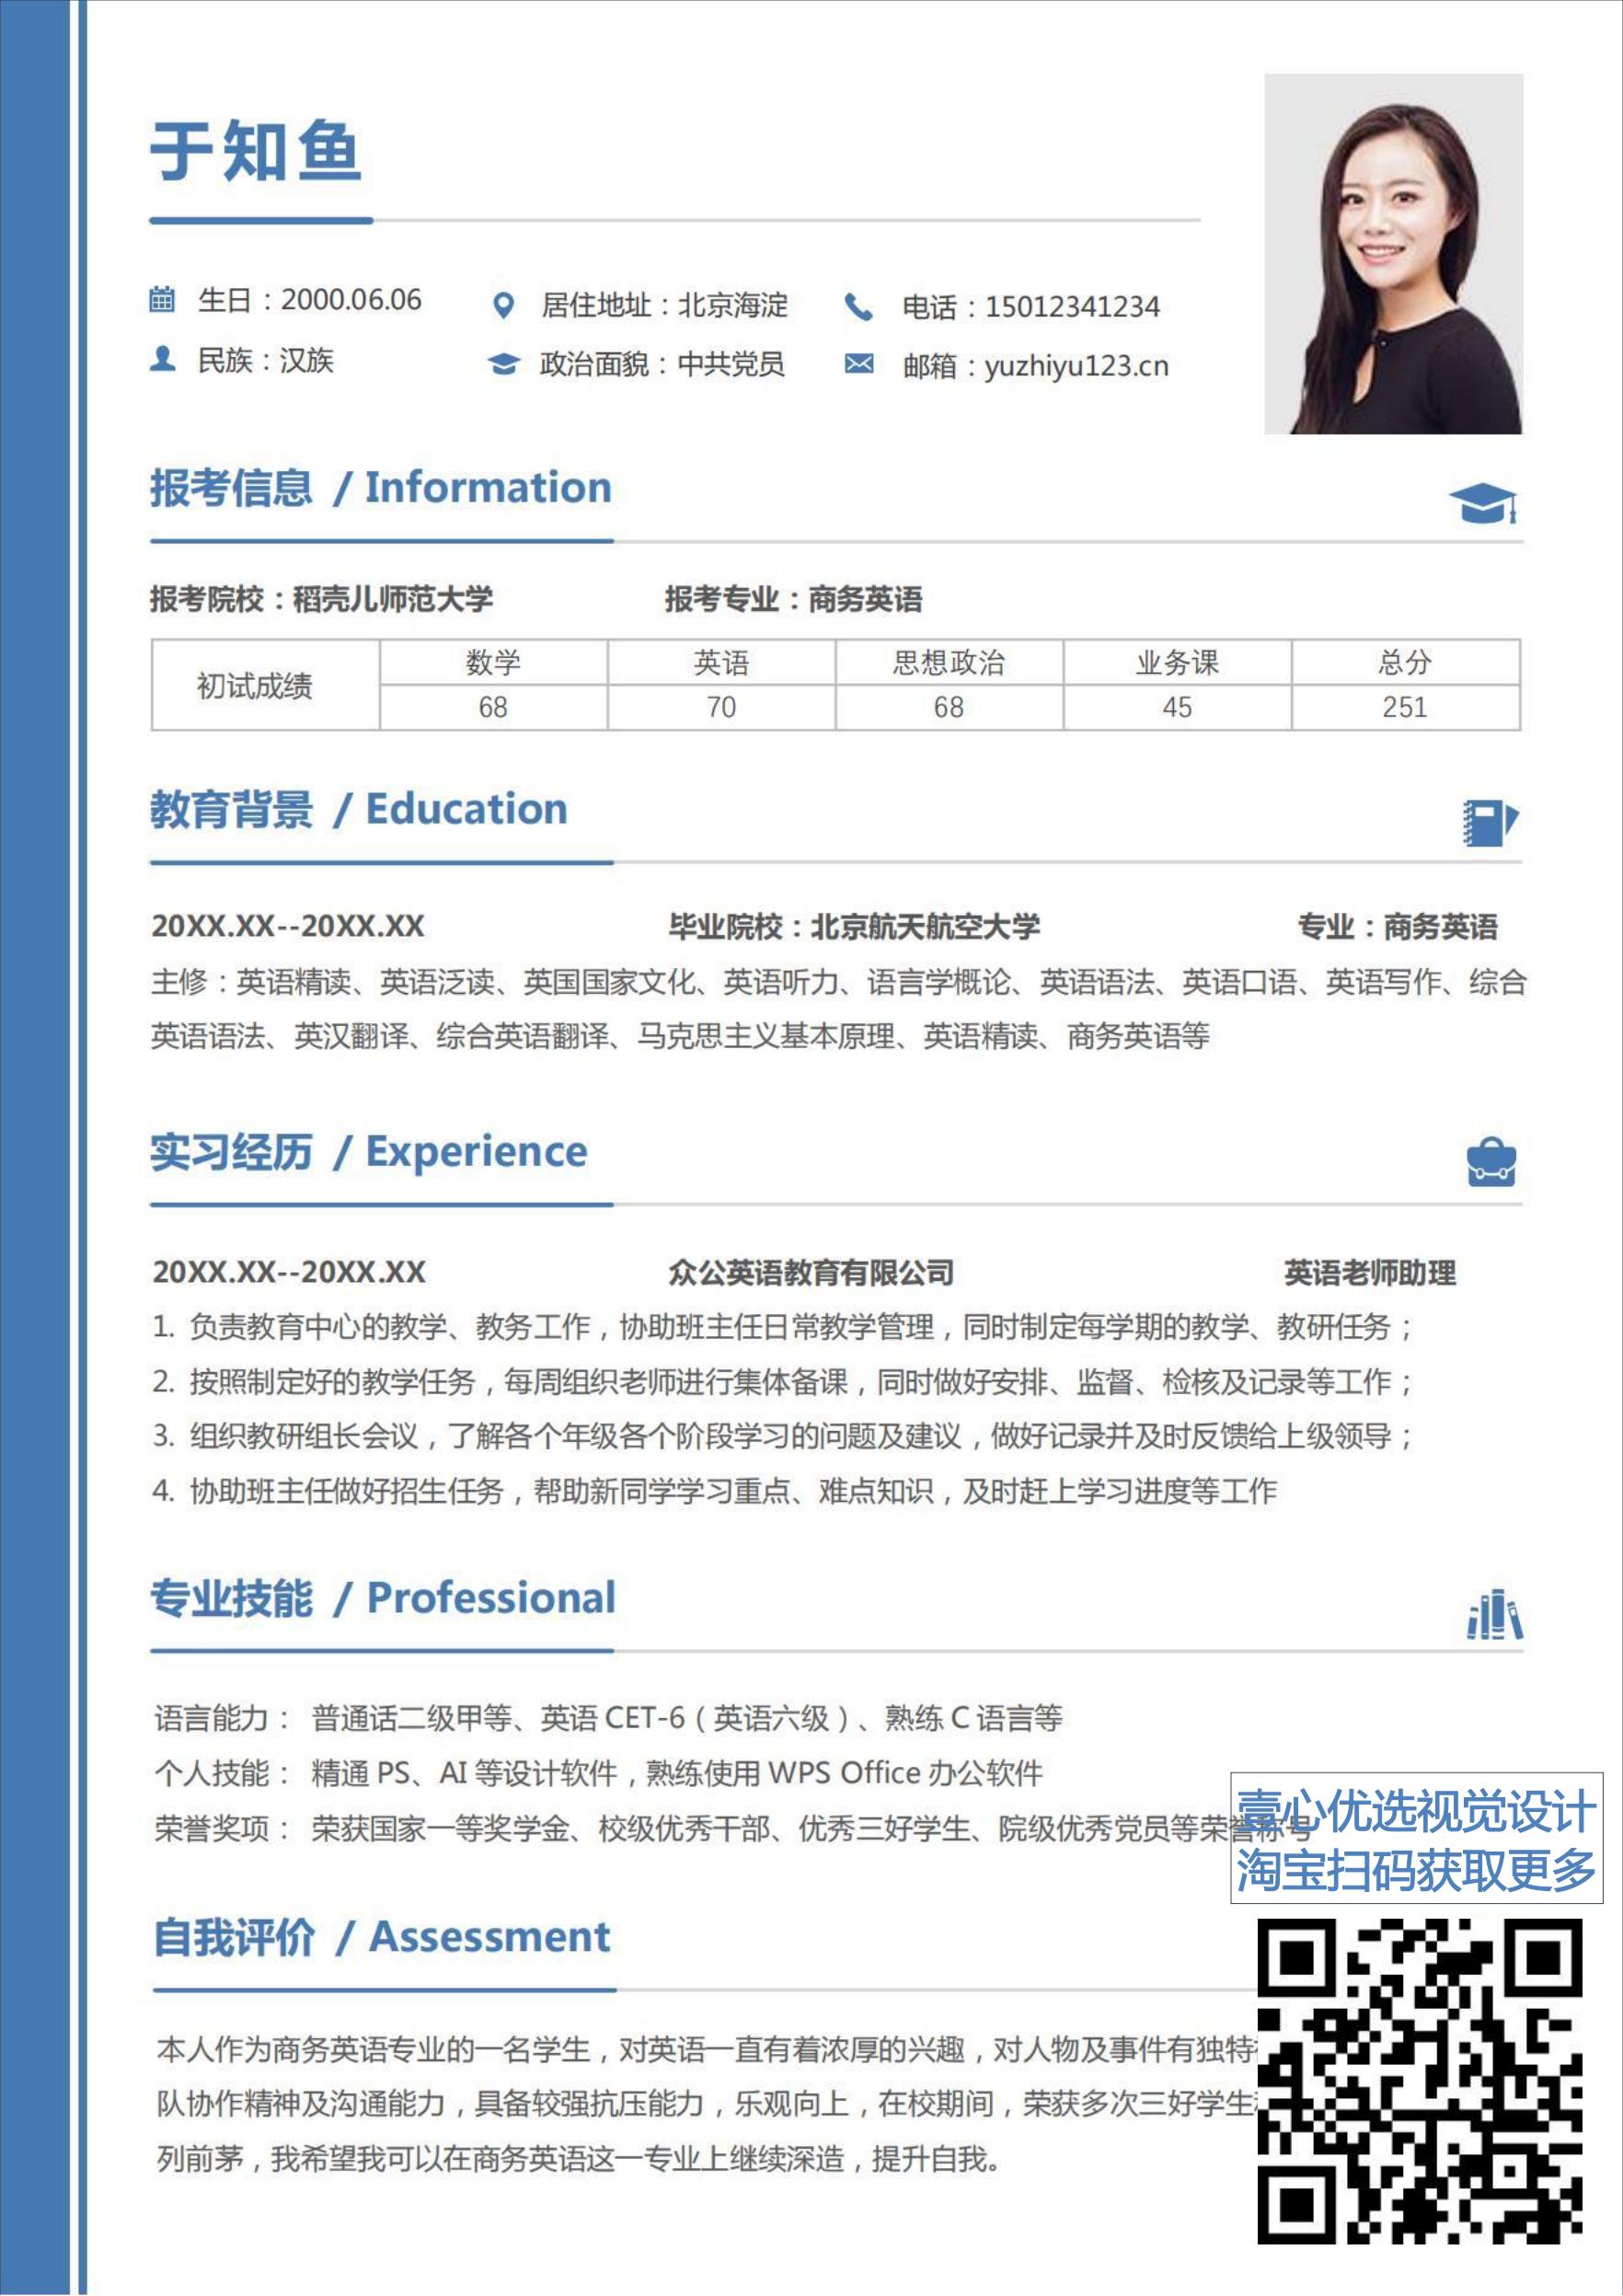 于知鱼
生日：2000.06.06 居住地址：北京海淀 电话：15012341234
民族：汉族 政治面貌：中共党员 邮箱：yuzhiyu123.cn
报考信息 / Information
报考院校：稻壳儿师范大学 报考专业：商务英语
初试成绩 数学 英语 思想政治 业务课 总分
68 70 68 45 251
教育背景 / Education
20XX.XX--20XX.XX 毕业院校：北京航天航空大学 专业：商务英语
主修：英语精读、英语泛读、英国国家文化、英语听力、语言学概论、英语语法、英语口语、英语写作、综合
英语语法、英汉翻译、综合英语翻译、马克思主义基本原理、英语精读、商务英语等
实习经历 / Experience
20XX.XX--20XX.XX 众公英语教育有限公司 英语老师助理
1. 负责教育中心的教学、教务工作，协助班主任日常教学管理，同时制定每学期的教学、教研任务；
2. 按照制定好的教学任务，每周组织老师进行集体备课，同时做好安排、监督、检核及记录等工作；
3. 组织教研组长会议，了解各个年级各个阶段学习的问题及建议，做好记录并及时反馈给上级领导；
4. 协助班主任做好招生任务，帮助新同学学习重点、难点知识，及时赶上学习进度等工作
专业技能 / Professional
语言能力： 普通话二级甲等、英语 CET-6（英语六级）、熟练 C 语言等
个人技能： 精通 PS、AI 等设计软件，熟练使用 WPS Office 办公软件
荣誉奖项： 荣获国家一等奖学金、校级优秀干部、优秀三好学生、院级优秀党员等荣誉称号
壹心优选视觉设计
淘宝扫码获取更多
自我评价 / Assessment
本人作为商务英语专业的一名学生，对英语一直有着浓厚的兴趣，对人物及事件有独特
队协作精神及沟通能力，具备较强抗压能力，乐观向上，在校期间，荣获多次三好学生
列前茅，我希望我可以在商务英语这一专业上继续深造，提升自我。